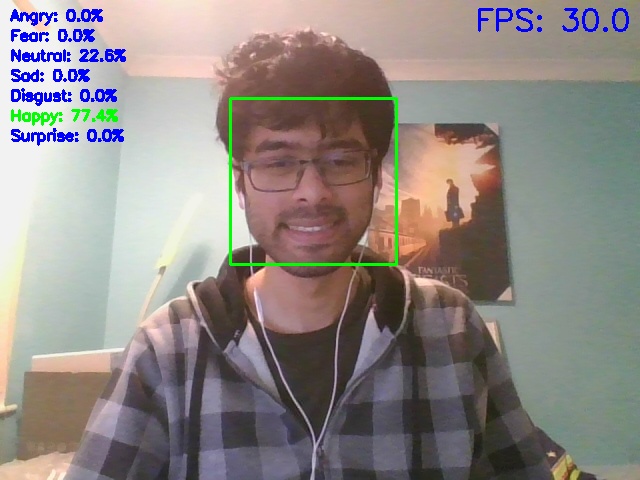 Angry: 0.0%
Fear: 0.0%
Neutral: 22.6%
Sad: 0.0%
Disgust: 0.0%
Happy: 77.4%
Surprise: 0.0%
FPS: 30.0
FANTASTIC
BEASTS